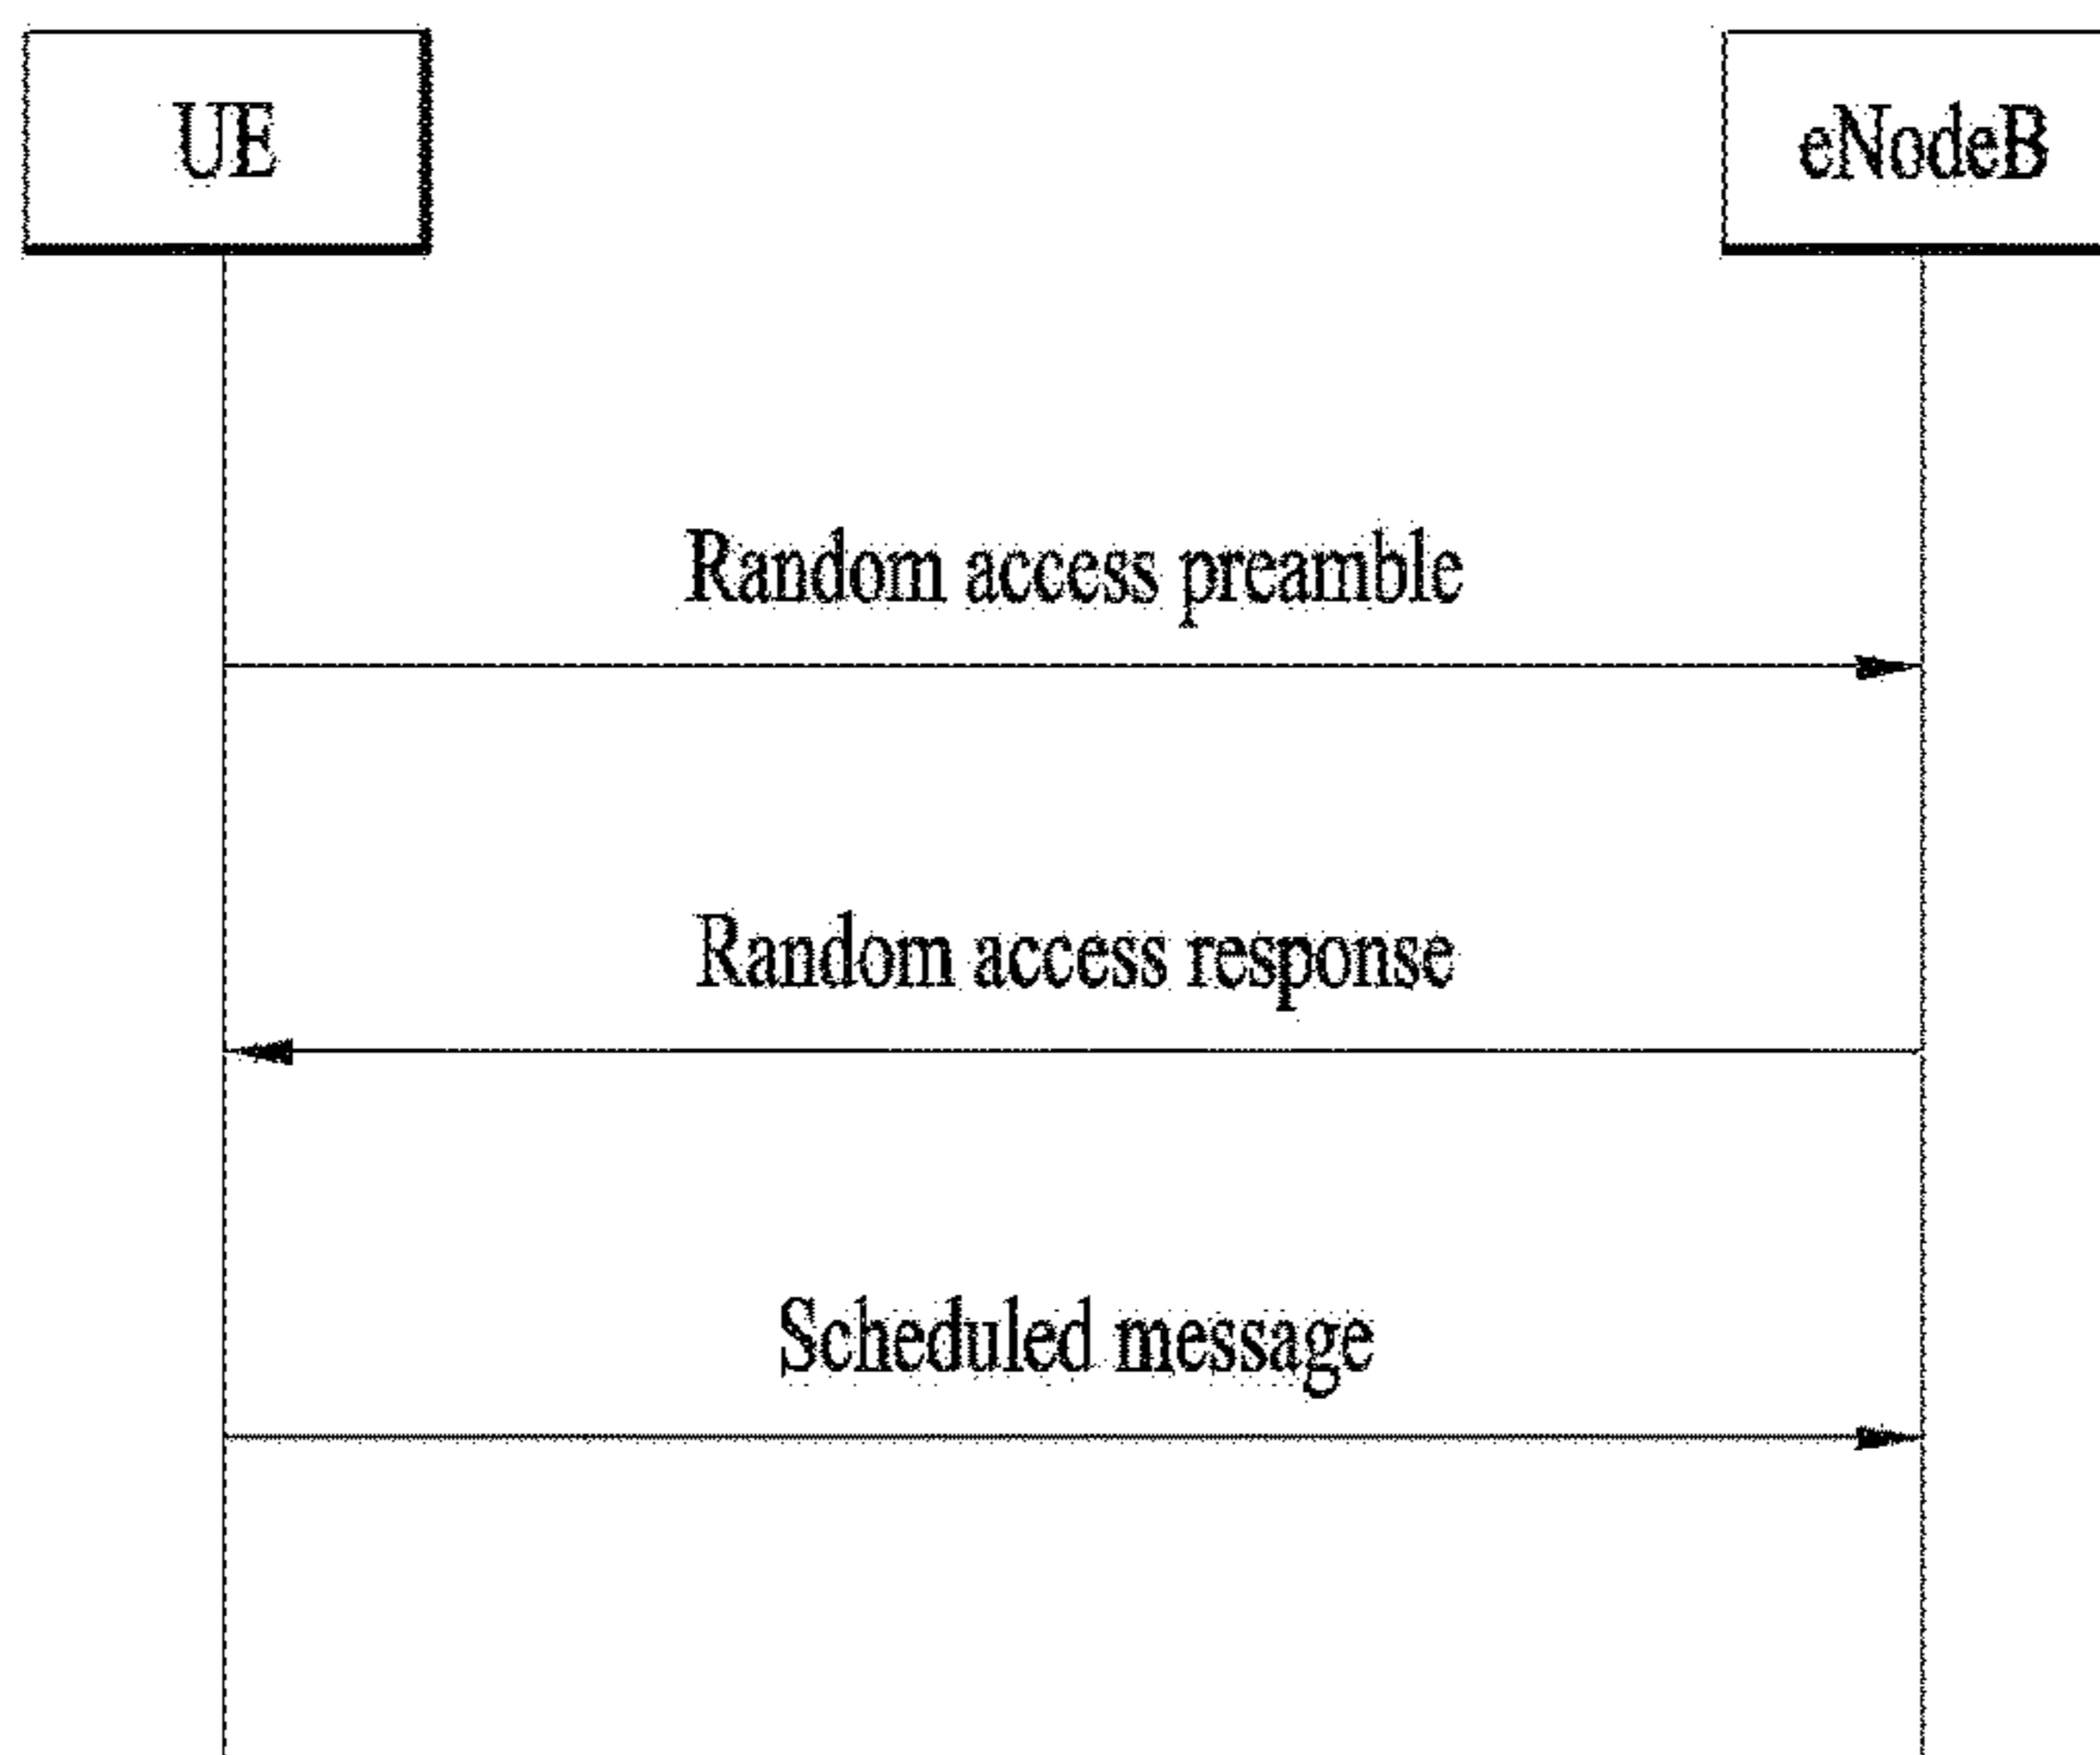 UE
eNodeB
Random access preamble
Random access response
Scheduled message